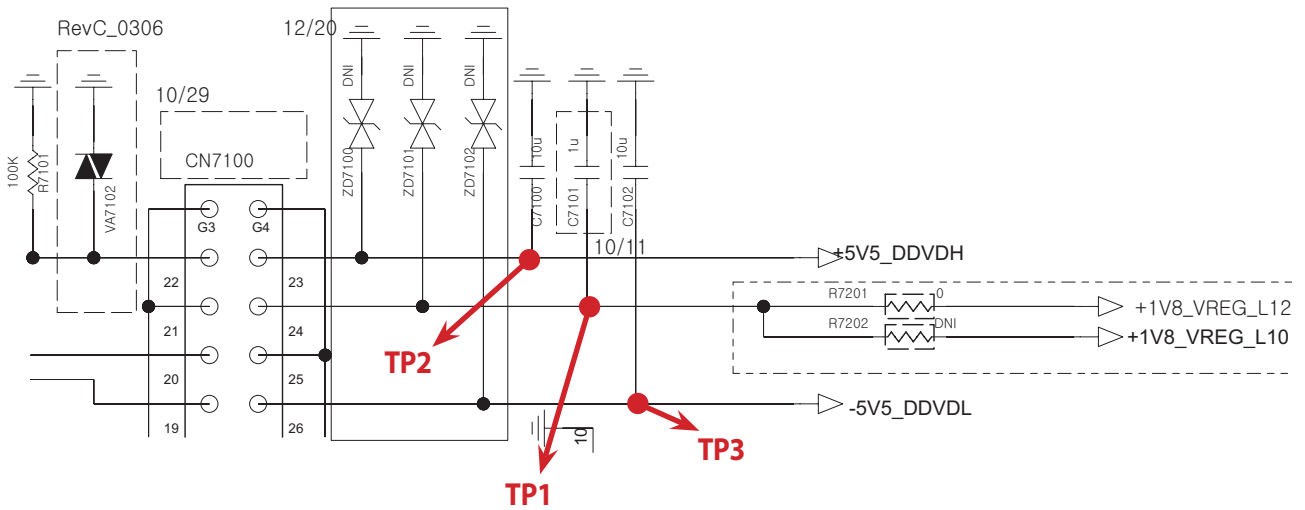 RevC_0306
12/20
10/29
CN7100
100K
R7101
VA7102
DNI
ZD7100
DNI
ZD7101
DNI
ZD7102
10u
C7100
1u
C7101
10u
C7102
10/11
G3
G4
22
23
21
24
20
25
19
26
+5V5_DDVDH
R7201
0
+1V8_VREG_L12
R7202
DNI
+1V8_VREG_L10
-5V5_DDVDL
10
TP2
TP3
TP1